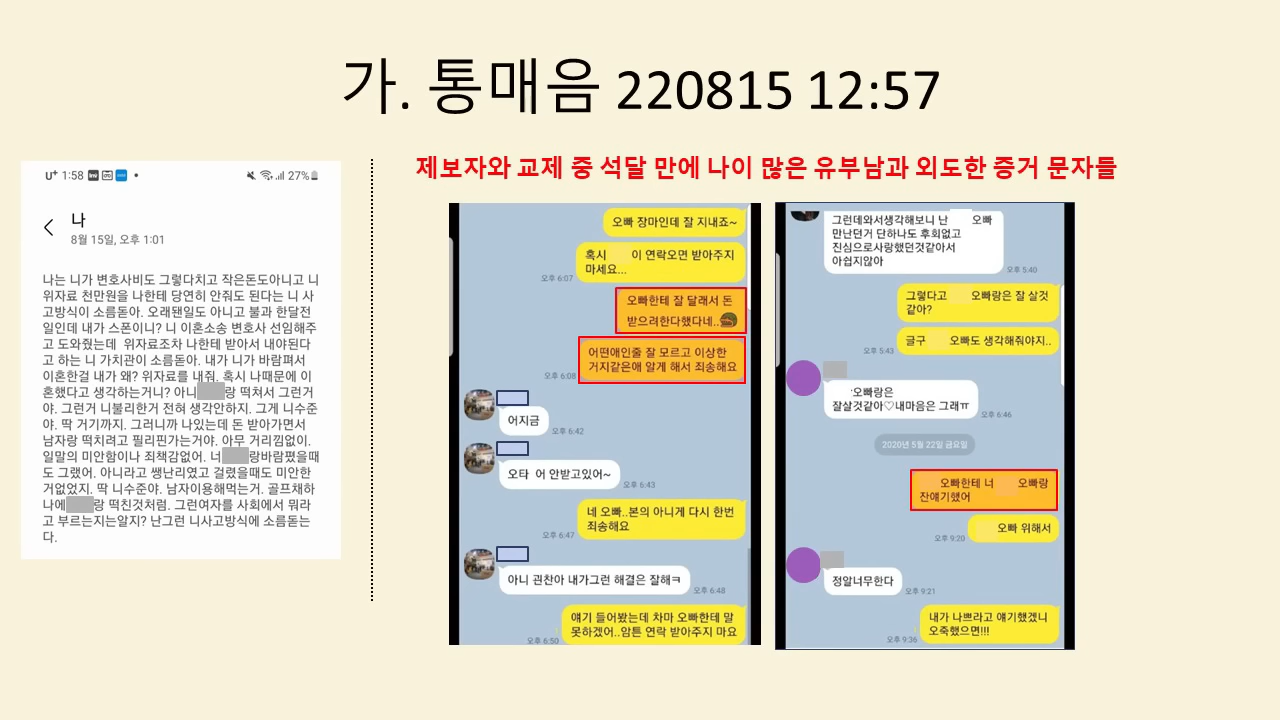 가. 통매음 220815 12:57
제보자와 교제 중 석달 만에 나이 많은 유부남과 외도한 증거 문자들
U+ 1:58
27%
나
8월 15일, 오후 1:01
나는 니가 변호사비도 그렇다치고 작은돈도아니고 니
위자료 천만원을 나한테 당연히 안줘도 된다는 니 사
고방식이 소름돋아. 오래됀일도 아니고 불과 한달전
일인데 내가 스폰이니? 니 이혼소송 변호사 선임해주
고 도와줬는데 위자료조차 나한테 받아서 내야된다
고 하는 니 가치관이 소름돋아. 내가 니가 바람펴서
이혼한걸 내가 왜? 위자료를 내줘. 혹시 나때문에 이
혼했다고 생각하는거니? 아니 랑 떡쳐서 그런거
야. 그런거 니불리한거 전혀 생각안하지. 그게 니수준
야. 딱 거기까지. 그러니까 나있는데 돈 받아가면서
남자랑 떡치려고 필리핀가는거야. 아무 거리낌없이.
일말의 미안함이나 죄책감없어. 너 랑바람폈을때
도 그랬어. 아니라고 쌩난리였고 걸렸을때도 미안한
거없었지. 딱 니수준야. 남자이용해먹는거. 골프채하
나에 랑 떡친것처럼. 그런여자를 사회에서 뭐라
고 부르는지는알지? 난그런 니사고방식에 소름돋는
다.
오빠 장마인데 잘 지내죠~
혹시 이 연락오면 받아주지
마세요...
오후 6:07
오빠한테 잘 달래서 돈
받으려한다했다네..
어떤애인줄 잘 모르고 이상한
거지같은애 알게 해서 죄송해요
오후 6:08
어지금
오후 6:42
오타 어 안받고있어~
오후 6:43
네 오빠..본의 아니게 다시 한번
죄송해요
오후 6:47
아니 괜찬아 내가그런 해결은 잘해ㅋ
오후 6:48
얘기 들어봤는데 차마 오빠한테 말
못하겠어..암튼 연락 받아주지 마요
오후 6:50
그런데와서생각해보니 난 오빠
만난던거 단하나도 후회없고
진심으로사랑했던것같아서
아쉽지않아
오후 5:40
그렇다고 오빠랑은 잘 살것
같아?
글구 오빠도 생각해줘야지..
오후 5:43
오빠랑은
잘살것같아♡내마음은 그래ㅠ
오후 6:46
2020년 5월 22일 금요일
오빠한테 너 오빠랑
잔얘기했어
오빠 위해서
오후 9:20
정알너무한다
오후 9:21
내가 나쁘라고 얘기했겠니
오죽했으면!!!
오후 9:36